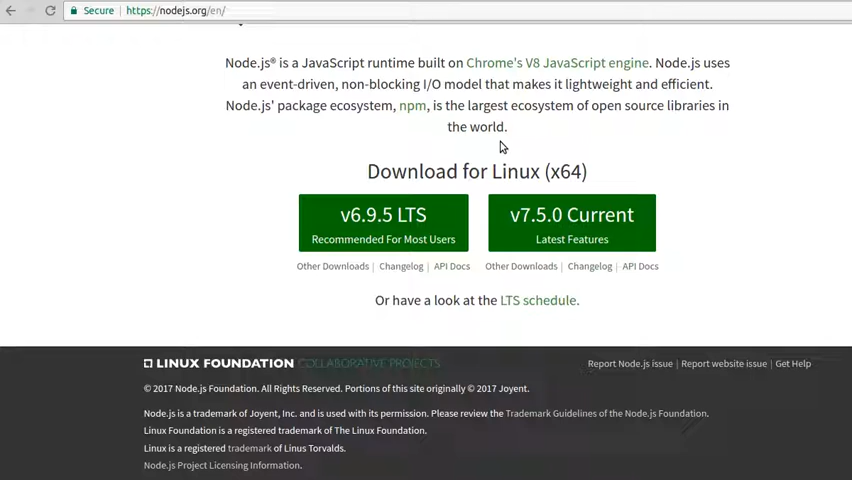 Secure https://nodejs.org/en/
Node.js® is a JavaScript runtime built on Chrome's V8 JavaScript engine. Node.js uses
an event-driven, non-blocking I/O model that makes it lightweight and efficient.
Node.js' package ecosystem, npm, is the largest ecosystem of open source libraries in
the world.
Download for Linux (x64)
v6.9.5 LTS v7.5.0 Current
Recommended For Most Users Latest Features
Other Downloads | Changelog | API Docs Other Downloads | Changelog | API Docs
Or have a look at the LTS schedule.
LINUX FOUNDATION COLLABORATIVE PROJECTS Report Node.js issue | Report website issue | Get Help
© 2017 Node.js Foundation. All Rights Reserved. Portions of this site originally © 2017 Joyent.
Node.js is a trademark of Joyent, Inc. and is used with its permission. Please review the Trademark Guidelines of the Node.js Foundation.
Linux Foundation is a registered trademark of The Linux Foundation.
Linux is a registered trademark of Linus Torvalds.
Node.js Project Licensing Information.